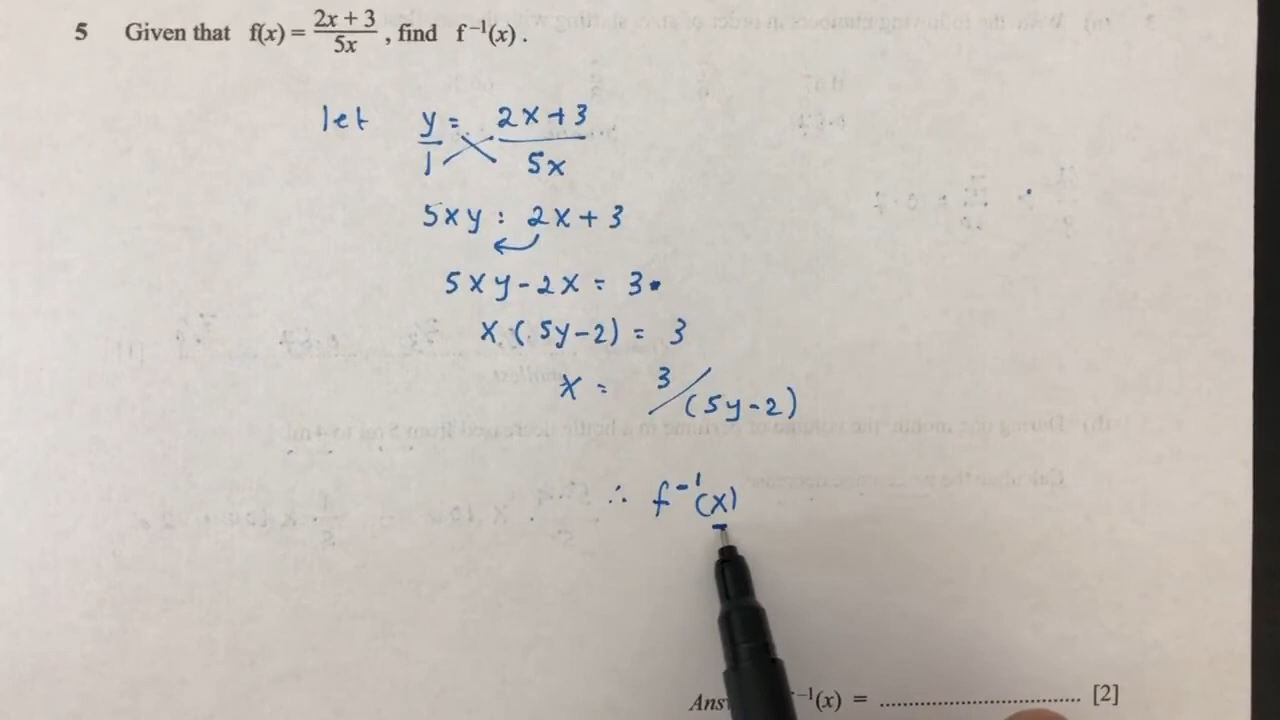 5 Given that f(x) = (2x + 3)/(5x) , find f⁻¹(x) .
let y/1 = (2x+3)/(5x)
5xy : 2x+3
5xy-2x = 3
x (5y-2) = 3
x = 3/(5y-2)
∴ f⁻¹(x)
Ans ⁻¹(x) = ................................... [2]